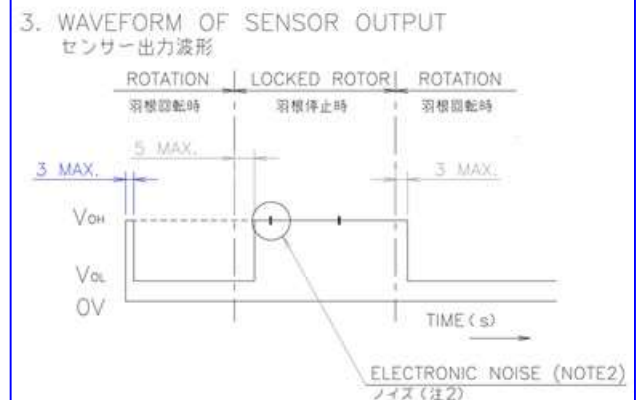 3. WAVEFORM OF SENSOR OUTPUT
センサー出力波形
ROTATION LOCKED ROTOR ROTATION
羽根回転時 羽根停止時 羽根回転時
5 MAX.
3 MAX. 3 MAX.
VOH
VOL
0V
TIME(s)
ELECTRONIC NOISE (NOTE2)
ノイズ(注2)